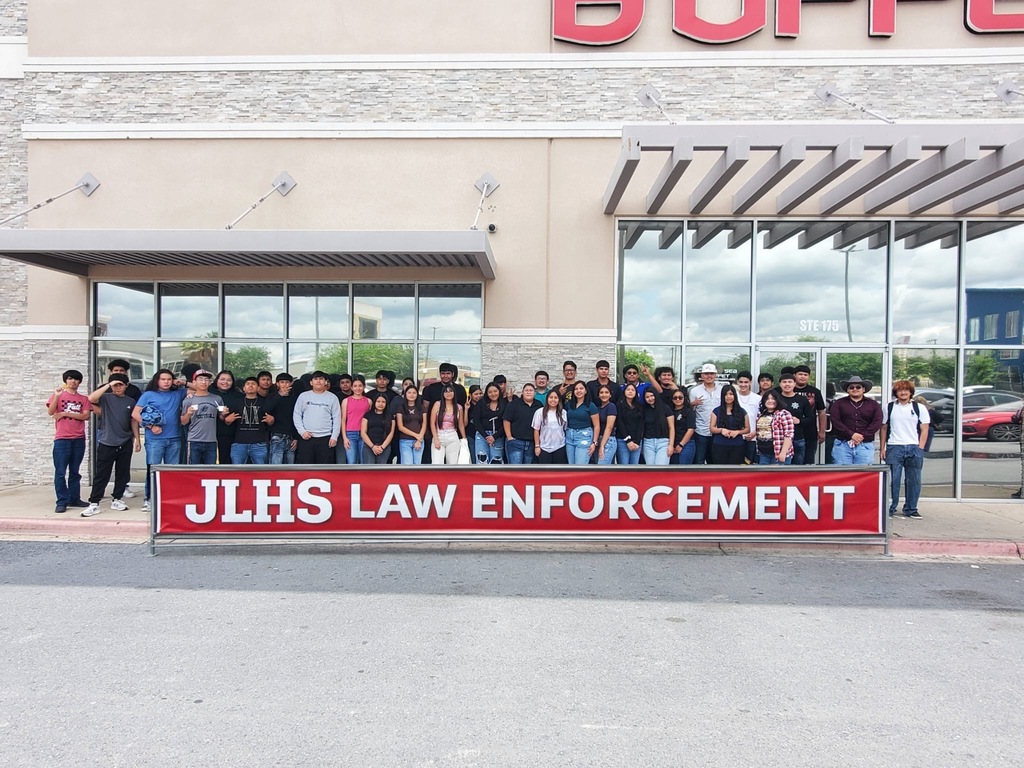 STE 175
JLHS LAW ENFORCEMENT